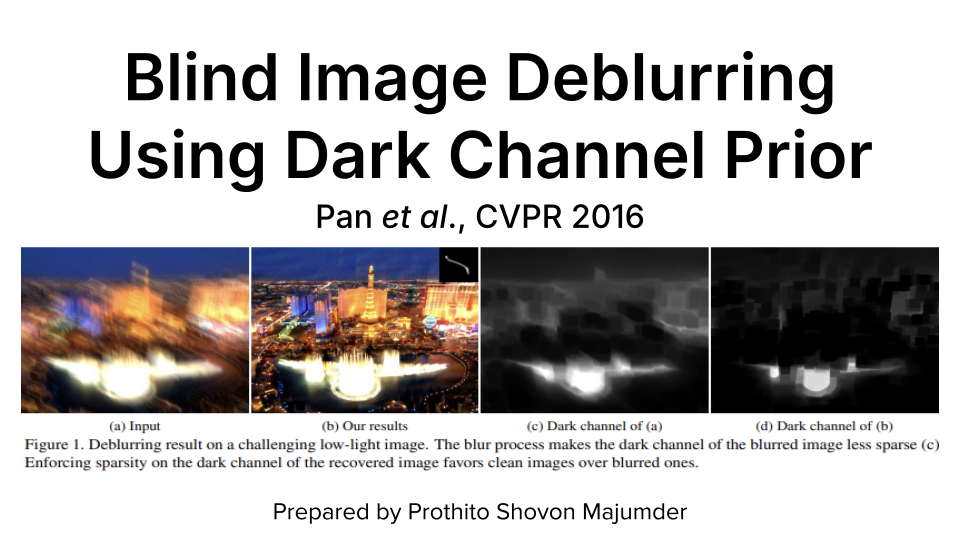 Blind Image Deblurring
Using Dark Channel Prior
Pan et al., CVPR 2016
(a) Input
(b) Our results
(c) Dark channel of (a)
(d) Dark channel of (b)
Figure 1. Deblurring result on a challenging low-light image. The blur process makes the dark channel of the blurred image less sparse (c)
Enforcing sparsity on the dark channel of the recovered image favors clean images over blurred ones.
Prepared by Prothito Shovon Majumder